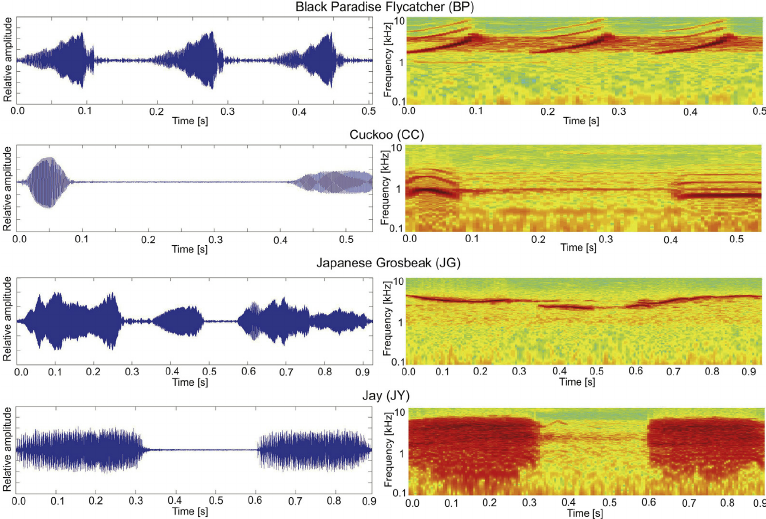 Black Paradise Flycatcher (BP)
Relative amplitude
0.0 0.1 0.2 0.3 0.4 0.5
Time [s]
Frequency [kHz]
10
1
0.1
0.0 0.1 0.2 0.3 0.4 0.5
Time [s]
Cuckoo (CC)
Relative amplitude
0.0 0.1 0.2 0.3 0.4 0.5
Time [s]
Frequency [kHz]
10
1
0.1
0.0 0.1 0.2 0.3 0.4 0.5
Time [s]
Japanese Grosbeak (JG)
Relative amplitude
0.0 0.1 0.2 0.3 0.4 0.5 0.6 0.7 0.8 0.9
Time [s]
Frequency [kHz]
10
1
0.1
0.0 0.1 0.2 0.3 0.4 0.5 0.6 0.7 0.8 0.9
Time [s]
Jay (JY)
Relative amplitude
0.0 0.1 0.2 0.3 0.4 0.5 0.6 0.7 0.8 0.9
Time [s]
Frequency [kHz]
10
1
0.1
0.0 0.1 0.2 0.3 0.4 0.5 0.6 0.7 0.8 0.9
Time [s]